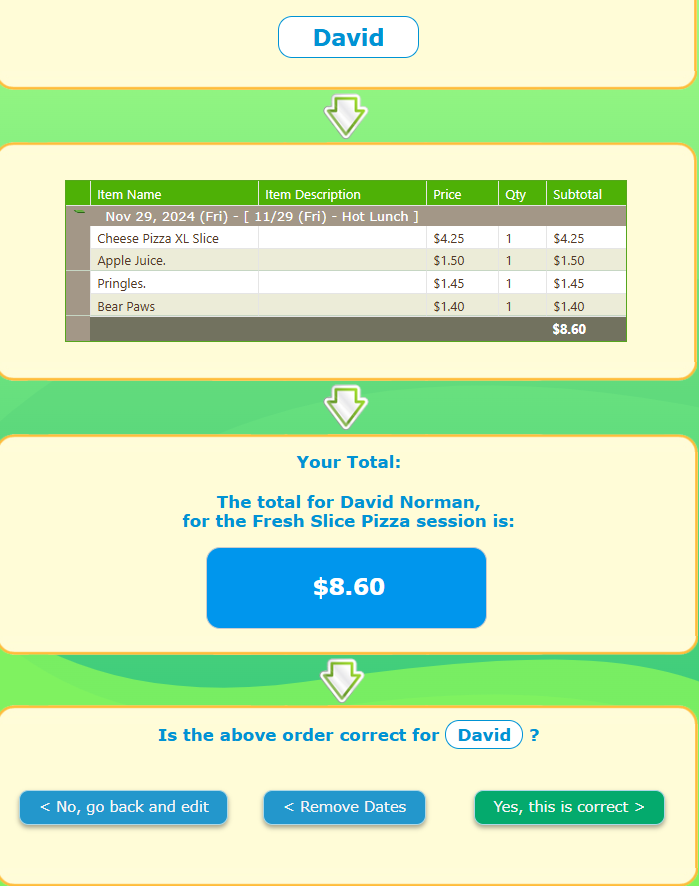 David
Item Name Item Description Price Qty Subtotal
Nov 29, 2024 (Fri) - [ 11/29 (Fri) - Hot Lunch ]
Cheese Pizza XL Slice $4.25 1 $4.25
Apple Juice. $1.50 1 $1.50
Pringles. $1.45 1 $1.45
Bear Paws $1.40 1 $1.40
$8.60
Your Total:
The total for David Norman,
for the Fresh Slice Pizza session is:
$8.60
Is the above order correct for David ?
< No, go back and edit < Remove Dates Yes, this is correct >